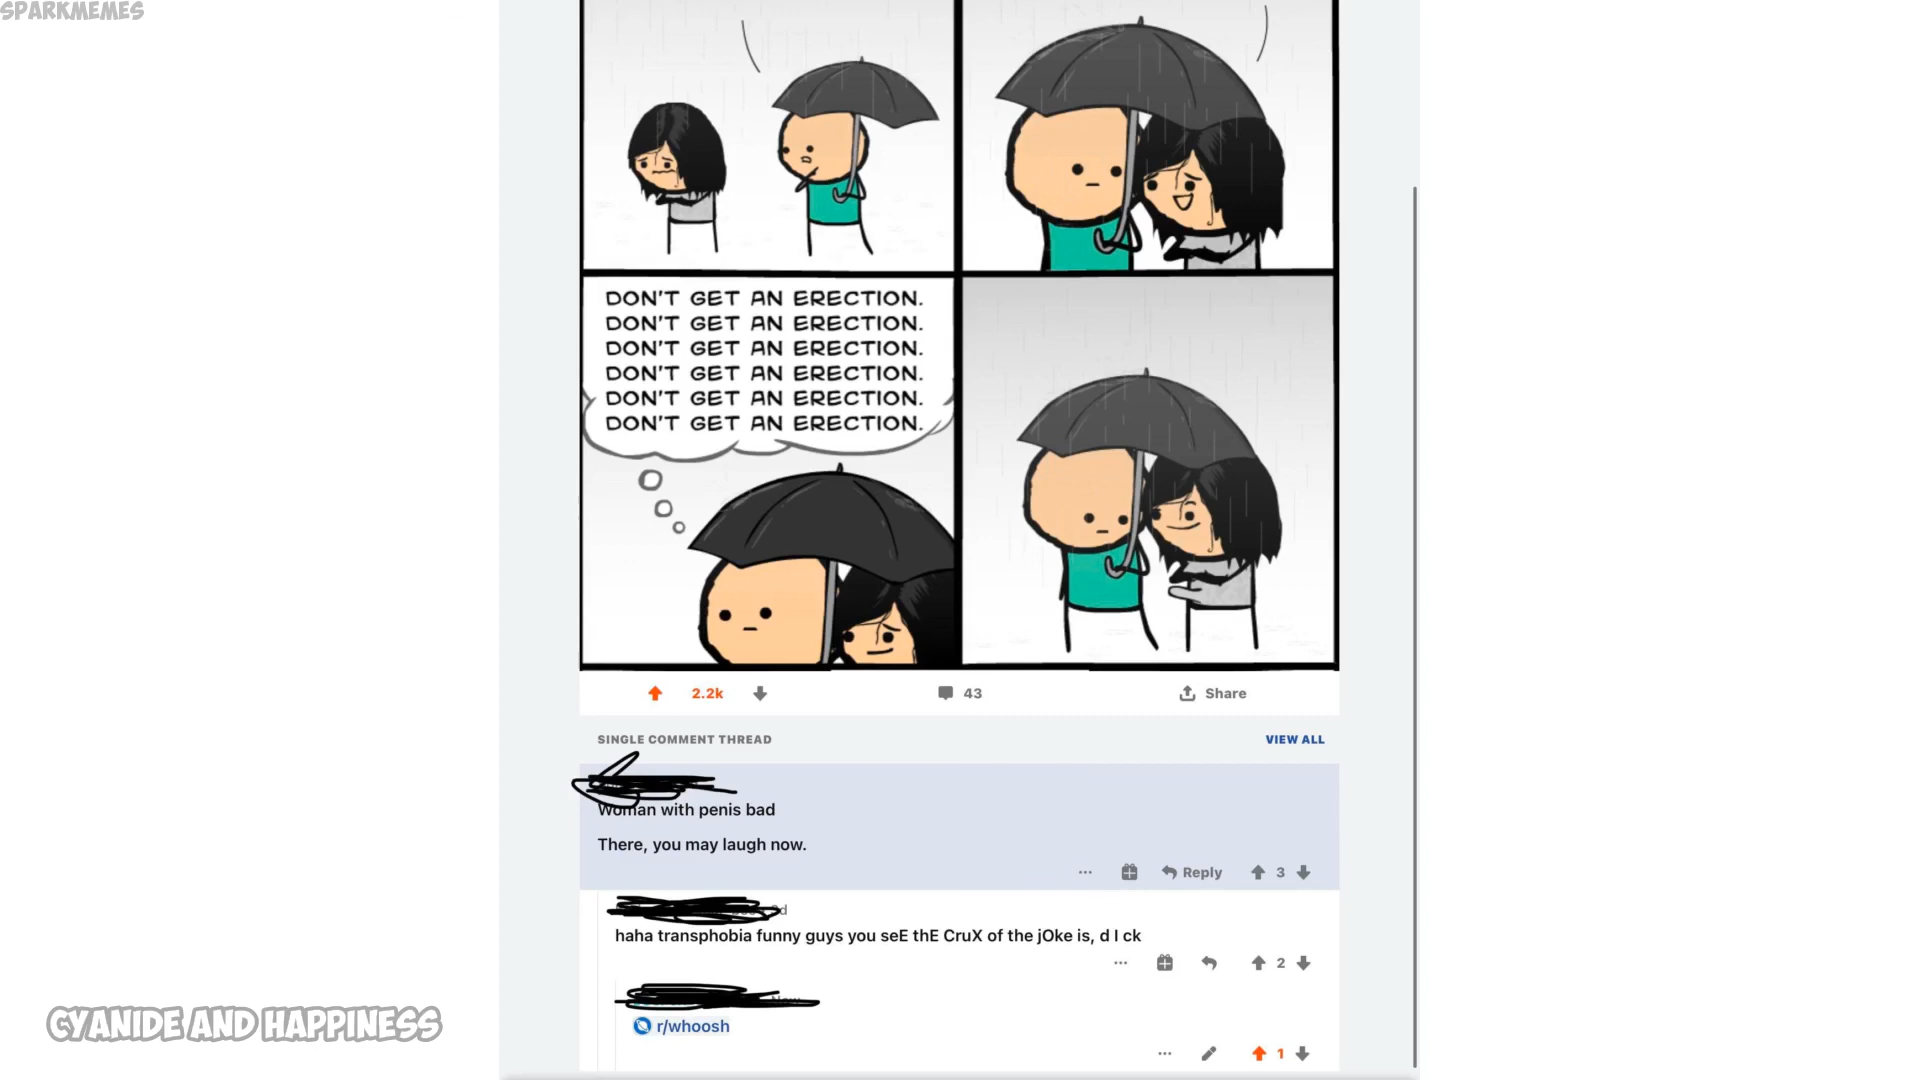 SPARKMEMES
DON'T GET AN ERECTION.
DON'T GET AN ERECTION.
DON'T GET AN ERECTION.
DON'T GET AN ERECTION.
DON'T GET AN ERECTION.
DON'T GET AN ERECTION.
2.2k 43 Share
SINGLE COMMENT THREAD VIEW ALL
Woman with penis bad
There, you may laugh now.
Reply 3
haha transphobia funny guys you seE thE CruX of the jOke is, d I ck
2
r/whoosh
1
CYANIDE AND HAPPINESS